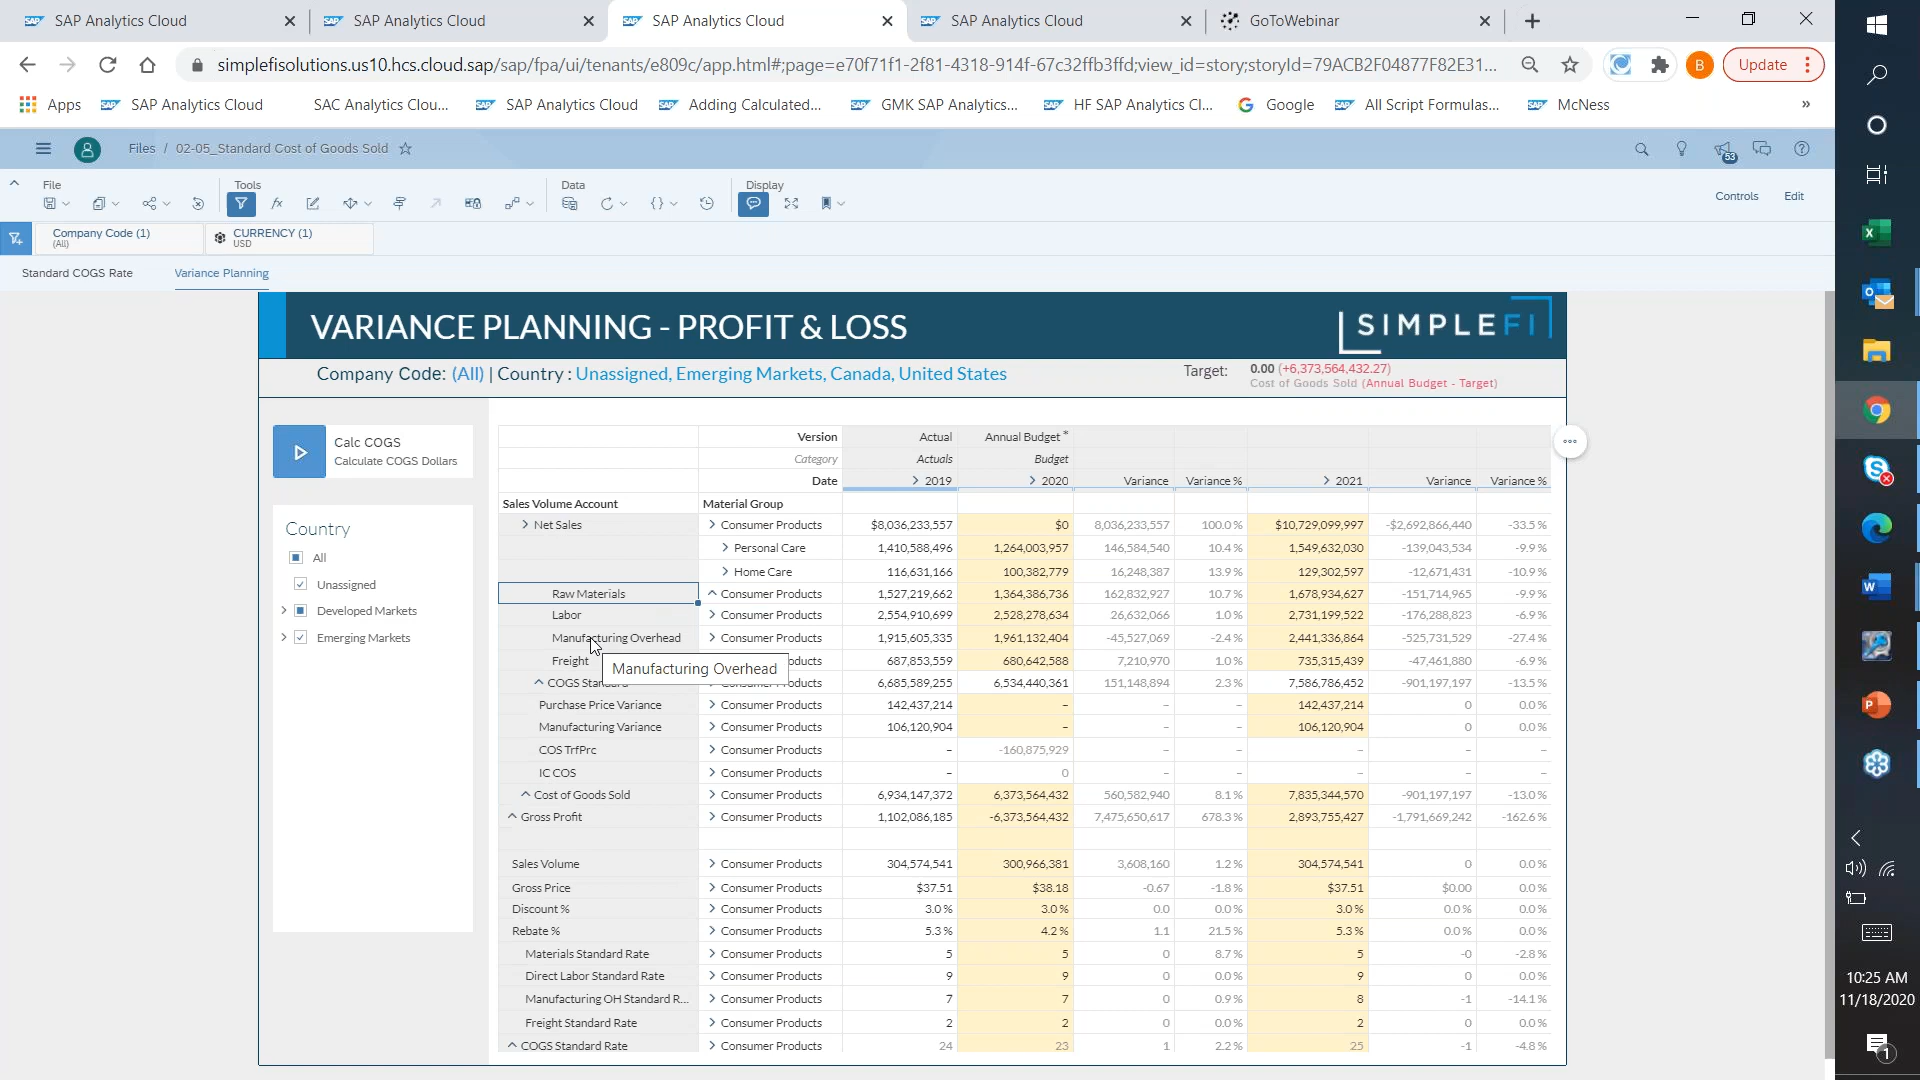 SAP Analytics Cloud SAP Analytics Cloud SAP Analytics Cloud SAP Analytics Cloud GoToWebinar
simplefisolutions.us10.hcs.cloud.sap/sap/fpa/ui/tenants/e809c/app.html#;page=e70f71f1-2f81-4318-914f-67c32ffb3ffd;view_id=story;storyId=79ACB2F04877F82E31... B Update
Apps SAP Analytics Cloud SAC Analytics Clou... SAP Analytics Cloud Adding Calculated... GMK SAP Analytics... HF SAP Analytics Cl... Google All Script Formulas... McNess »
Files / 02-05_Standard Cost of Goods Sold 53
File Tools Data Display
Controls Edit
Company Code (1) CURRENCY (1)
(All) USD
Standard COGS Rate Variance Planning
VARIANCE PLANNING - PROFIT & LOSS SIMPLEFI
Company Code: (All) | Country : Unassigned, Emerging Markets, Canada, United States
Target: 0.00 (+6,373,564,432.27)
Cost of Goods Sold (Annual Budget - Target)
Calc COGS
Calculate COGS Dollars
Country
All
Unassigned
Developed Markets
Emerging Markets
Version Actual Annual Budget *
Category Actuals Budget
Date 2019 2020 Variance Variance % 2021 Variance Variance %
Sales Volume Account Material Group
Net Sales Consumer Products $8,036,233,557 $0 8,036,233,557 100.0 % $10,729,099,997 -$2,692,866,440 -33.5 %
Personal Care 1,410,588,496 1,264,003,957 146,584,540 10.4 % 1,549,632,030 -139,043,534 -9.9 %
Home Care 116,631,166 100,382,779 16,248,387 13.9 % 129,302,597 -12,671,431 -10.9 %
Raw Materials Consumer Products 1,527,219,662 1,364,386,736 162,832,927 10.7 % 1,678,934,627 -151,714,965 -9.9 %
Labor Consumer Products 2,554,910,699 2,528,278,634 26,632,066 1.0 % 2,731,199,522 -176,288,823 -6.9 %
Manufacturing Overhead Consumer Products 1,915,605,335 1,961,132,404 -45,527,069 -2.4 % 2,441,336,864 -525,731,529 -27.4 %
Freight 687,853,559 680,642,588 7,210,970 1.0 % 735,315,439 -47,461,880 -6.9 %
Manufacturing Overhead
COGS 6,685,589,255 6,534,440,361 151,148,894 2.3 % 7,586,786,452 -901,197,197 -13.5 %
Purchase Price Variance Consumer Products 142,437,214 – – – 142,437,214 0 0.0 %
Manufacturing Variance Consumer Products 106,120,904 – – – 106,120,904 0 0.0 %
COS TrfPrc Consumer Products – -160,875,929 – – – – –
IC COS Consumer Products – 0 – – – – –
Cost of Goods Sold Consumer Products 6,934,147,372 6,373,564,432 560,582,940 8.1 % 7,835,344,570 -901,197,197 -13.0 %
Gross Profit Consumer Products 1,102,086,185 -6,373,564,432 7,475,650,617 678.3 % 2,893,755,427 -1,791,669,242 -162.6 %
Sales Volume Consumer Products 304,574,541 300,966,381 3,608,160 1.2 % 304,574,541 0 0.0 %
Gross Price Consumer Products $37.51 $38.18 -0.67 -1.8 % $37.51 $0.00 0.0 %
Discount % Consumer Products 3.0 % 3.0 % 0.0 0.0 % 3.0 % 0.0 % 0.0 %
Rebate % Consumer Products 5.3 % 4.2 % 1.1 21.5 % 5.3 % 0.0 % 0.0 %
Materials Standard Rate Consumer Products 5 5 0 8.7 % 5 -0 -2.8 %
Direct Labor Standard Rate Consumer Products 9 9 0 0.0 % 9 0 0.0 %
Manufacturing OH Standard R... Consumer Products 7 7 0 0.9 % 8 -1 -14.1 %
Freight Standard Rate Consumer Products 2 2 0 0.0 % 2 0 0.0 %
COGS Standard Rate Consumer Products 24 23 1 2.2 % 25 -1 -4.8 %
10:25 AM
11/18/2020
1